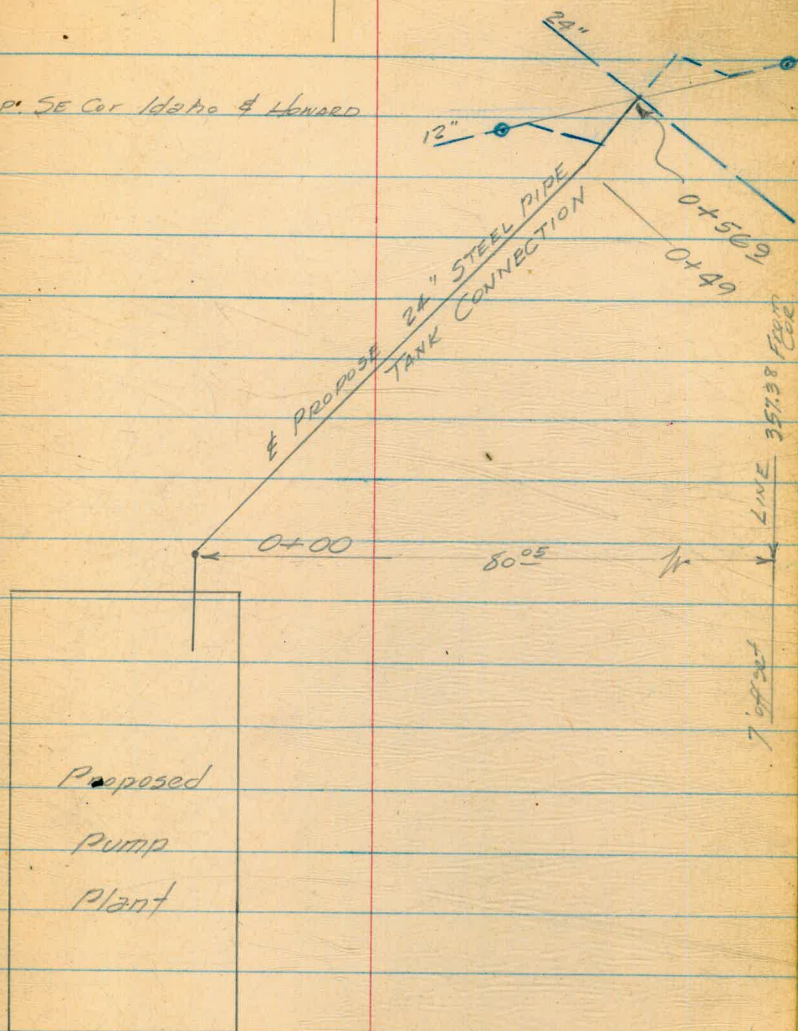 24"
P. SE Cor Idaho & Howard
12"
0+56.9
0+49
℄ PROPOSE 24" STEEL PIPE
TANK CONNECTION
LINE 357.38 FROM COR
0+00
80.05
7' offset
Proposed
Pump
Plant